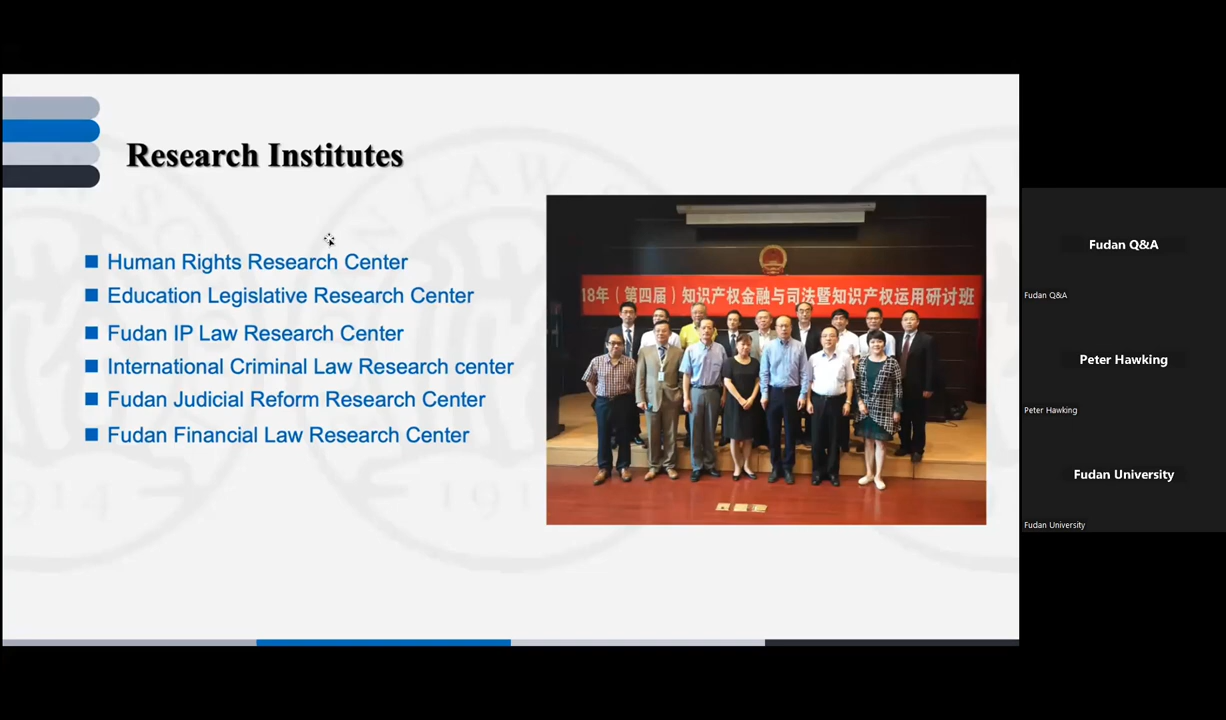 Research Institutes
Human Rights Research Center
Education Legislative Research Center
Fudan IP Law Research Center
International Criminal Law Research center
Fudan Judicial Reform Research Center
Fudan Financial Law Research Center
18年（第四届）知识产权金融与司法暨知识产权运用研讨班
Fudan Q&A
Fudan Q&A
Peter Hawking
Peter Hawking
Fudan University
Fudan University
LAW
1914
1914